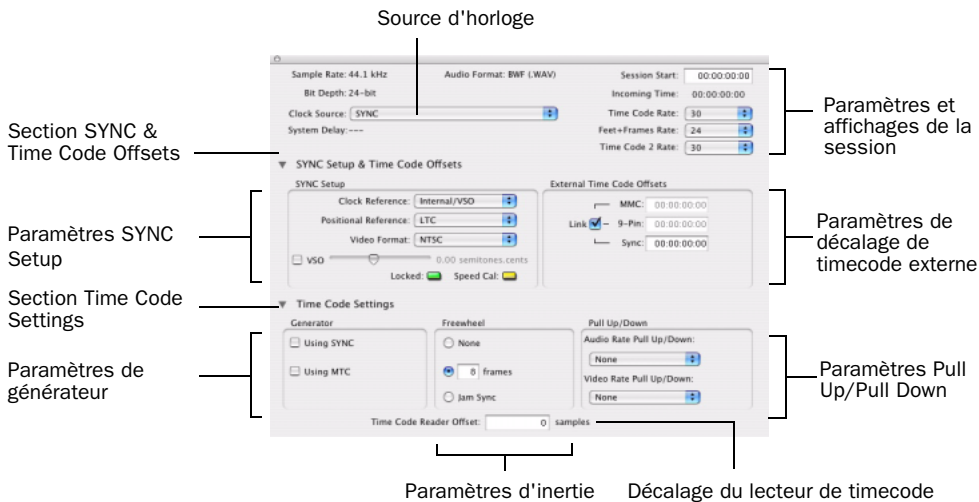 Source d'horloge
Sample Rate: 44.1 kHz Audio Format: BWF (.WAV) Session Start: 00:00:00:00
Bit Depth: 24-bit Incoming Time: 00:00:00:00
Clock Source: SYNC Time Code Rate: 30
System Delay: --- Feet+Frames Rate: 24
Time Code 2 Rate: 30
Paramètres et
affichages de la
session
Section SYNC &
Time Code Offsets
SYNC Setup & Time Code Offsets
SYNC Setup External Time Code Offsets
Clock Reference: Internal/VSO MMC: 00:00:00:00
Positional Reference: LTC Link 9-Pin: 00:00:00:00
Video Format: NTSC Sync: 00:00:00:00
VSO 0.00 semitones.cents
Locked: Speed Cal:
Paramètres SYNC
Setup
Paramètres de
décalage de
timecode externe
Section Time Code
Settings
Time Code Settings
Generator Freewheel Pull Up/Down
Using SYNC None Audio Rate Pull Up/Down:
None
Using MTC 8 frames Video Rate Pull Up/Down:
Jam Sync None
Paramètres de
générateur
Paramètres Pull
Up/Pull Down
Time Code Reader Offset: 0 samples
Paramètres d'inertie Décalage du lecteur de timecode